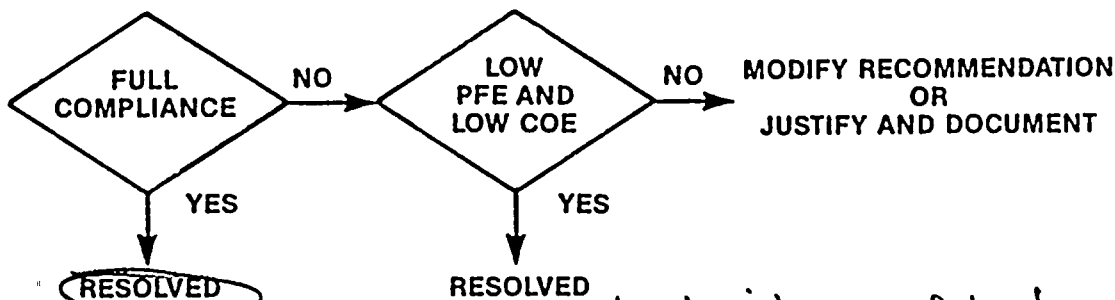 FULL
COMPLIANCE
NO
LOW
PFE AND
LOW COE
NO
MODIFY RECOMMENDATION
OR
JUSTIFY AND DOCUMENT
YES
YES
RESOLVED
RESOLVED